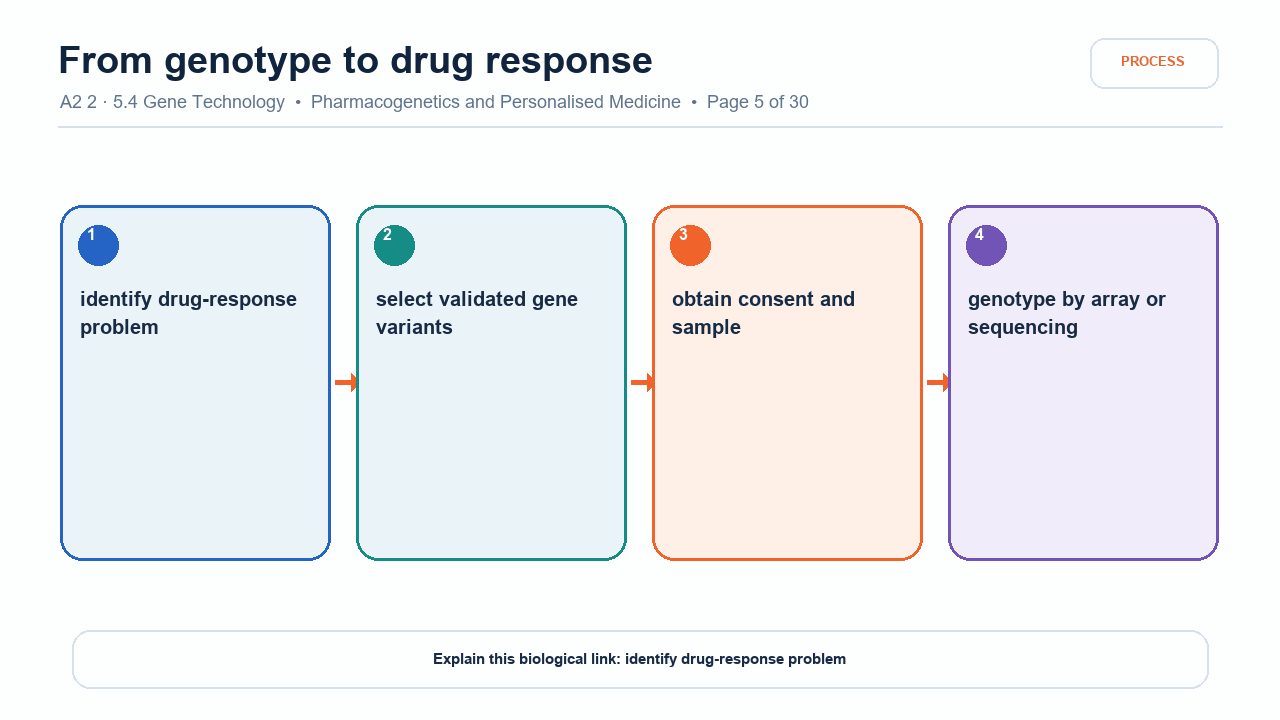 From genotype to drug response
PROCESS
A2 2 · 5.4 Gene Technology • Pharmacogenetics and Personalised Medicine • Page 5 of 30
1
identify drug-response
problem
2
select validated gene
variants
3
obtain consent and
sample
4
genotype by array or
sequencing
Explain this biological link: identify drug-response problem